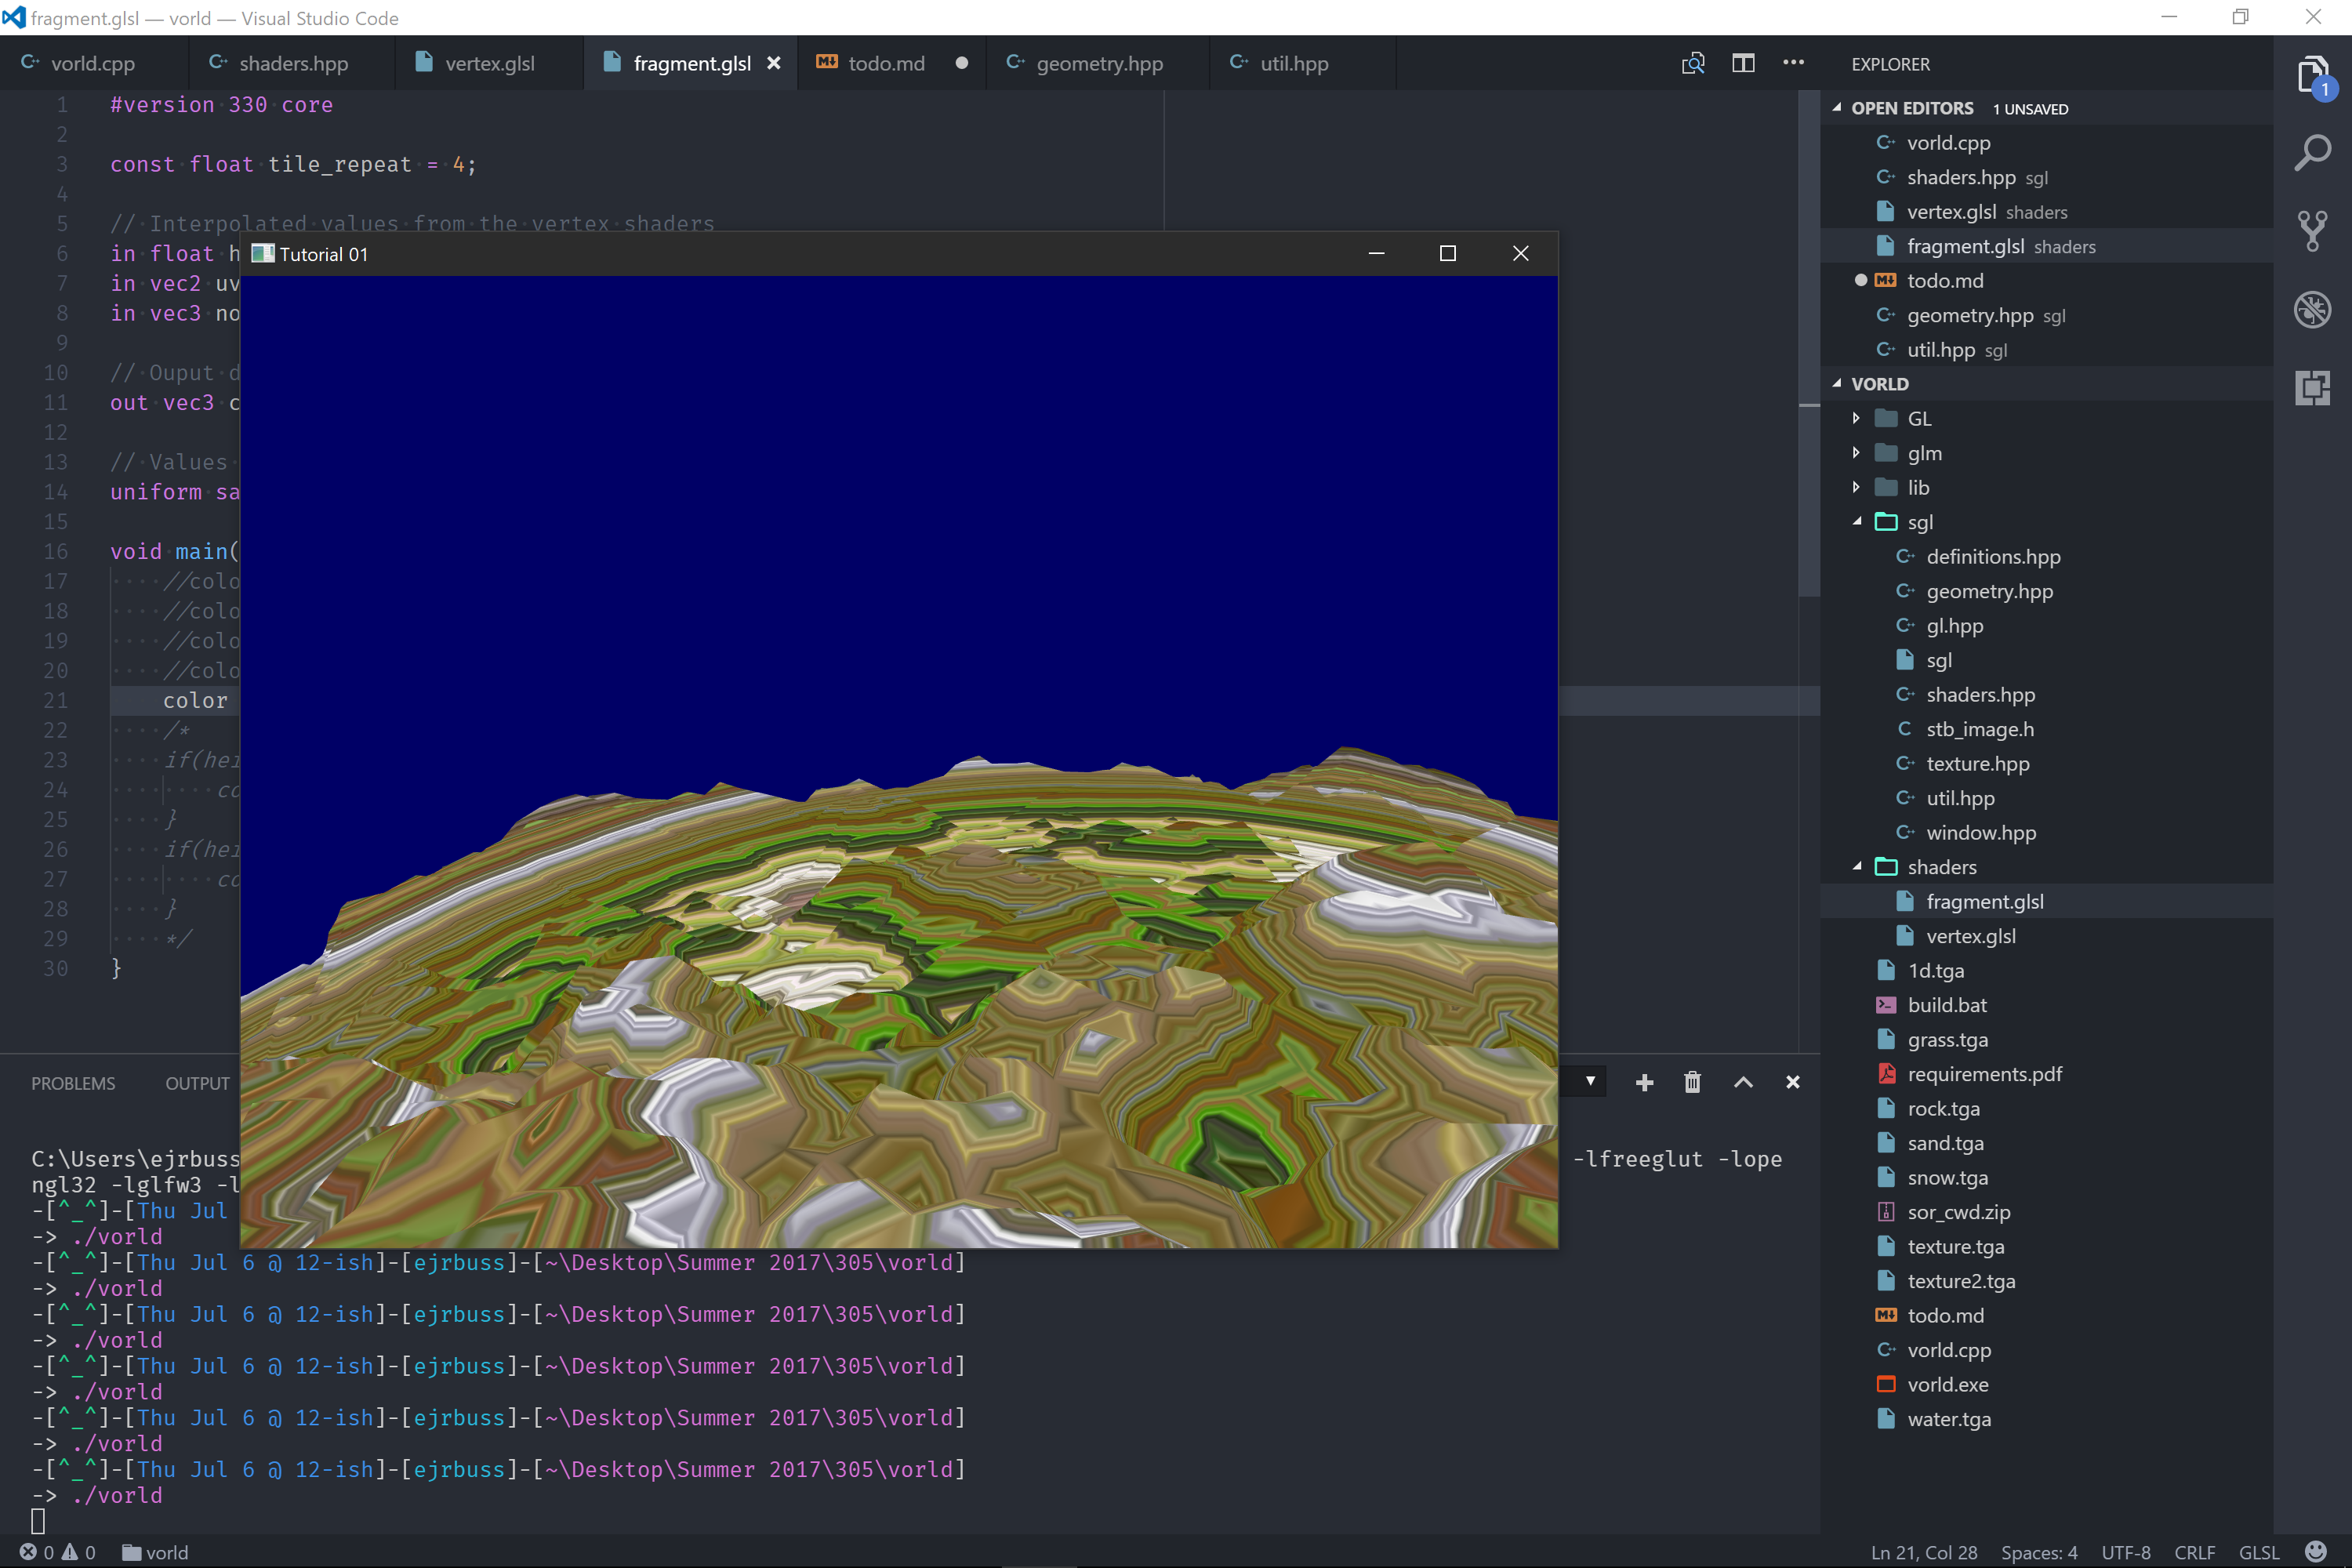 fragment.glsl — vorld — Visual Studio Code
vorld.cpp
shaders.hpp
vertex.glsl
fragment.glsl
todo.md
geometry.hpp
util.hpp
1 #version 330 core
2
3 const float tile_repeat = 4;
4
5 // Interpolated values from the vertex shaders
6 in float h
7 in vec2 uv
8 in vec3 no
9
10 // Ouput d
11 out vec3 c
12
13 // Values
14 uniform sa
15
16 void main(
17 //colo
18 //colo
19 //colo
20 //colo
21 color
22 /*
23 if(hei
24 co
25 }
26 if(hei
27 co
28 }
29 */
30 }
Tutorial 01
PROBLEMS
OUTPUT
C:\Users\ejrbuss
-lfreeglut -lope
ngl32 -lglfw3 -l
-[^_^]-[Thu Jul
-> ./vorld
-[^_^]-[Thu Jul 6 @ 12-ish]-[ejrbuss]-[~\Desktop\Summer 2017\305\vorld]
-> ./vorld
-[^_^]-[Thu Jul 6 @ 12-ish]-[ejrbuss]-[~\Desktop\Summer 2017\305\vorld]
-> ./vorld
-[^_^]-[Thu Jul 6 @ 12-ish]-[ejrbuss]-[~\Desktop\Summer 2017\305\vorld]
-> ./vorld
-[^_^]-[Thu Jul 6 @ 12-ish]-[ejrbuss]-[~\Desktop\Summer 2017\305\vorld]
-> ./vorld
-[^_^]-[Thu Jul 6 @ 12-ish]-[ejrbuss]-[~\Desktop\Summer 2017\305\vorld]
-> ./vorld
EXPLORER
1
OPEN EDITORS 1 UNSAVED
vorld.cpp
shaders.hpp sgl
vertex.glsl shaders
fragment.glsl shaders
todo.md
geometry.hpp sgl
util.hpp sgl
VORLD
GL
glm
lib
sgl
definitions.hpp
geometry.hpp
gl.hpp
sgl
shaders.hpp
stb_image.h
texture.hpp
util.hpp
window.hpp
shaders
fragment.glsl
vertex.glsl
1d.tga
build.bat
grass.tga
requirements.pdf
rock.tga
sand.tga
snow.tga
sor_cwd.zip
texture.tga
texture2.tga
todo.md
vorld.cpp
vorld.exe
water.tga
0 0 vorld
Ln 21, Col 28 Spaces: 4 UTF-8 CRLF GLSL